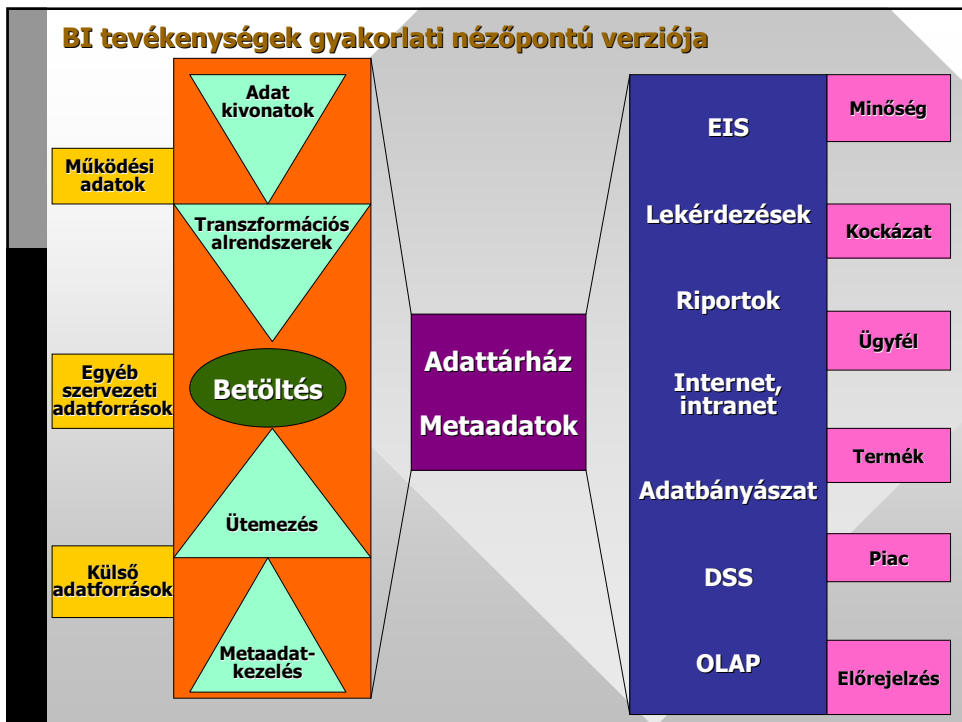 BI tevékenységek gyakorlati nézőpontú verziója
Működési
adatok
Egyéb
szervezeti
adatforrások
Külső
adatforrások
Adat
kivonatok
Transzformációs
alrendszerek
Betöltés
Ütemezés
Metaadat-
kezelés
Adattárház
Metaadatok
EIS
Lekérdezések
Riportok
Internet,
intranet
Adatbányászat
DSS
OLAP
Minőség
Kockázat
Ügyfél
Termék
Piac
Előrejelzés